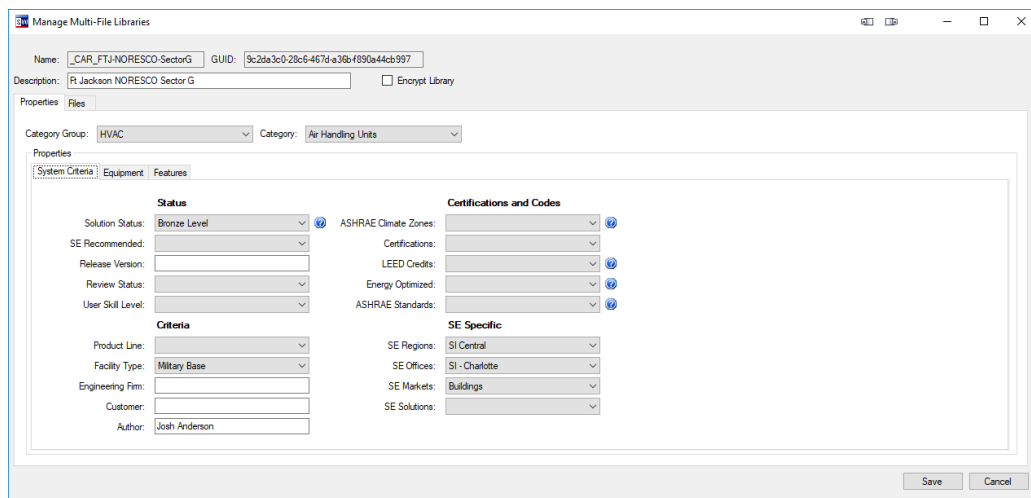 Manage Multi-File Libraries
Name: _CAR_FTJ-NORESCO-SectorG GUID: 9c2da3c0-28c6-467d-a36b-f890a44cb997
Description: Ft Jackson NORESCO Sector G Encrypt Library
Properties Files
Category Group: HVAC Category: Air Handling Units
Properties
System Criteria Equipment Features
Status Certifications and Codes
Solution Status: Bronze Level ASHRAE Climate Zones:
SE Recommended: Certifications:
Release Version: LEED Credits:
Review Status: Energy Optimized:
User Skill Level: ASHRAE Standards:
Criteria SE Specific
Product Line: SE Regions: SI Central
Facility Type: Military Base SE Offices: SI - Charlotte
Engineering Firm: SE Markets: Buildings
Customer: SE Solutions:
Author: Josh Anderson
Save Cancel